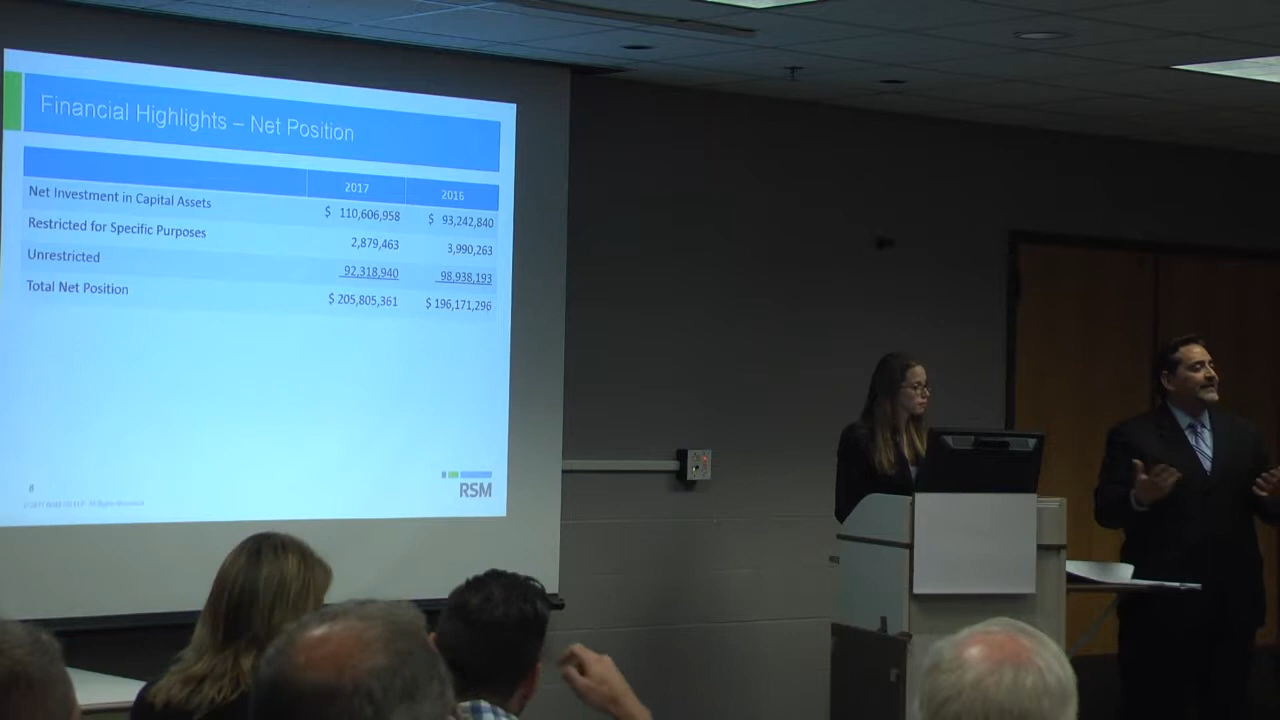 Financial Highlights – Net Position
2017 2016
Net Investment in Capital Assets $ 110,606,958 $ 93,242,840
Restricted for Specific Purposes 2,879,463 3,990,263
Unrestricted 92,318,940 98,938,193
Total Net Position $ 205,805,361 $ 196,171,296
8
RSM